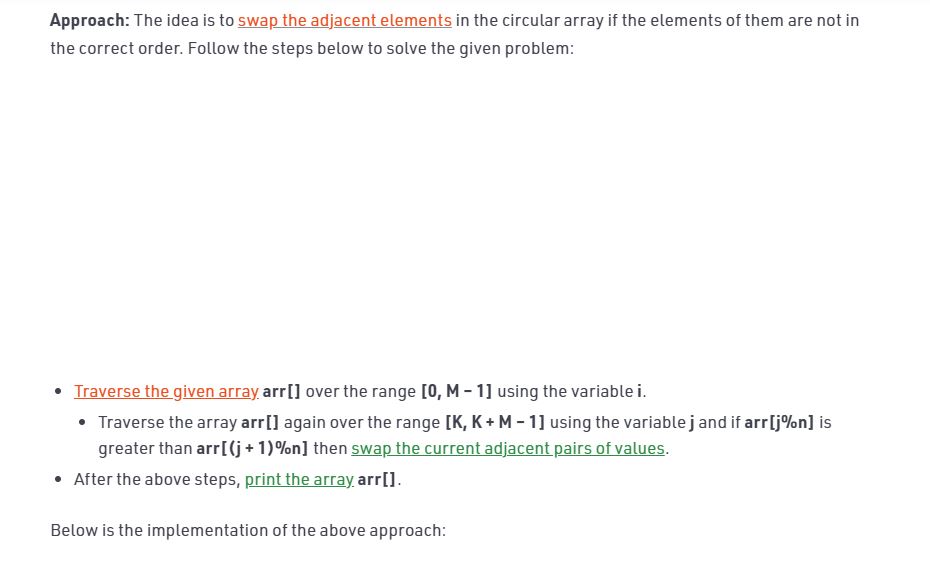 Approach: The idea is to swap the adjacent elements in the circular array if the elements of them are not in
the correct order. Follow the steps below to solve the given problem:
• Traverse the given array arr[] over the range [0, M – 1] using the variable i.
• Traverse the array arr[] again over the range [K, K + M – 1] using the variable j and if arr[j%n] is
greater than arr[(j + 1)%n] then swap the current adjacent pairs of values.
• After the above steps, print the array arr[].
Below is the implementation of the above approach: